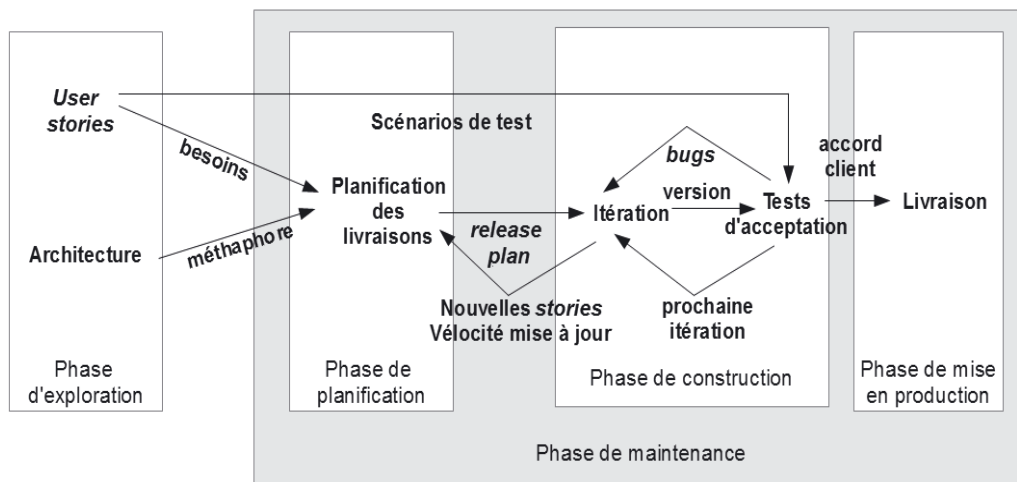 User
stories
besoins
Architecture
méthaphore
Phase
d'exploration
Planification
des
livraisons
Phase de
planification
Scénarios de test
release
plan
Nouvelles stories
Vélocité mise à jour
bugs
Itération
version
Tests
d'acceptation
prochaine
itération
Phase de construction
accord
client
Livraison
Phase de mise
en production
Phase de maintenance